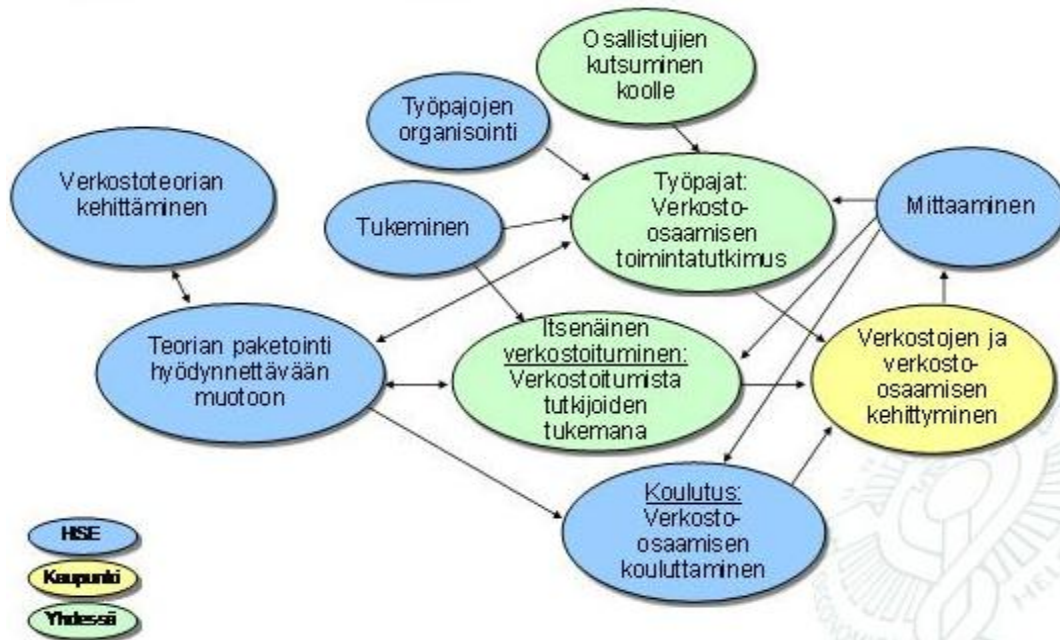 Osallistujien
kutsuminen
koolle
Työpajojen
organisointi
Verkostoteorian
kehittäminen
Työpajat:
Verkosto-
osaamisen
toimintatutkimus
Mittaaminen
Tukeminen
Teorian paketointi
hyödynnettävään
muotoon
Itsenäinen
verkostoituminen:
Verkostoitumista
tutkijoiden
tukemana
Verkostojen ja
verkosto-
osaamisen
kehittyminen
Koulutus:
Verkosto-
osaamisen
kouluttaminen
HSE
Kaupunki
Yhdessä